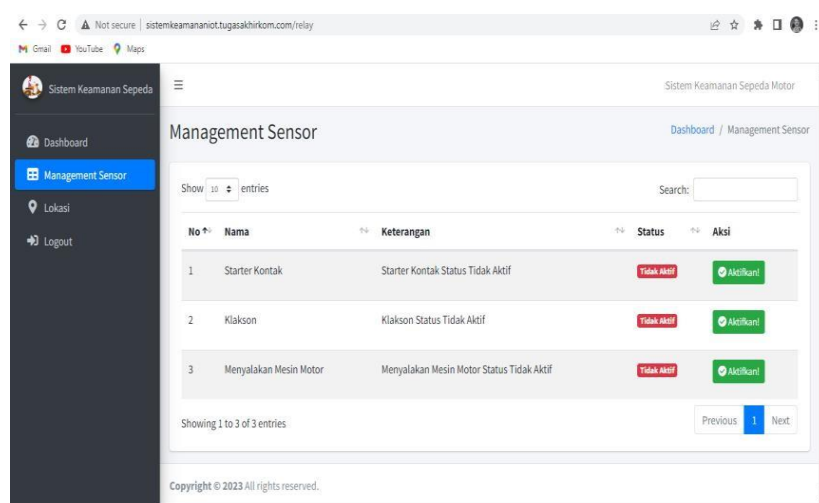 Not secure | sistemkeamananiot.tugasakhirkom.com/relay
Gmail YouTube Maps
Sistem Keamanan Sepeda
Sistem Keamanan Sepeda Motor
Management Sensor
Dashboard / Management Sensor
Dashboard
Management Sensor
Lokasi
Logout
Show 10 entries
Search:
No Nama Keterangan Status Aksi
1 Starter Kontak Starter Kontak Status Tidak Aktif Tidak Aktif Aktifkan!
2 Klakson Klakson Status Tidak Aktif Tidak Aktif Aktifkan!
3 Menyalakan Mesin Motor Menyalakan Mesin Motor Status Tidak Aktif Tidak Aktif Aktifkan!
Showing 1 to 3 of 3 entries
Previous 1 Next
Copyright © 2023 All rights reserved.